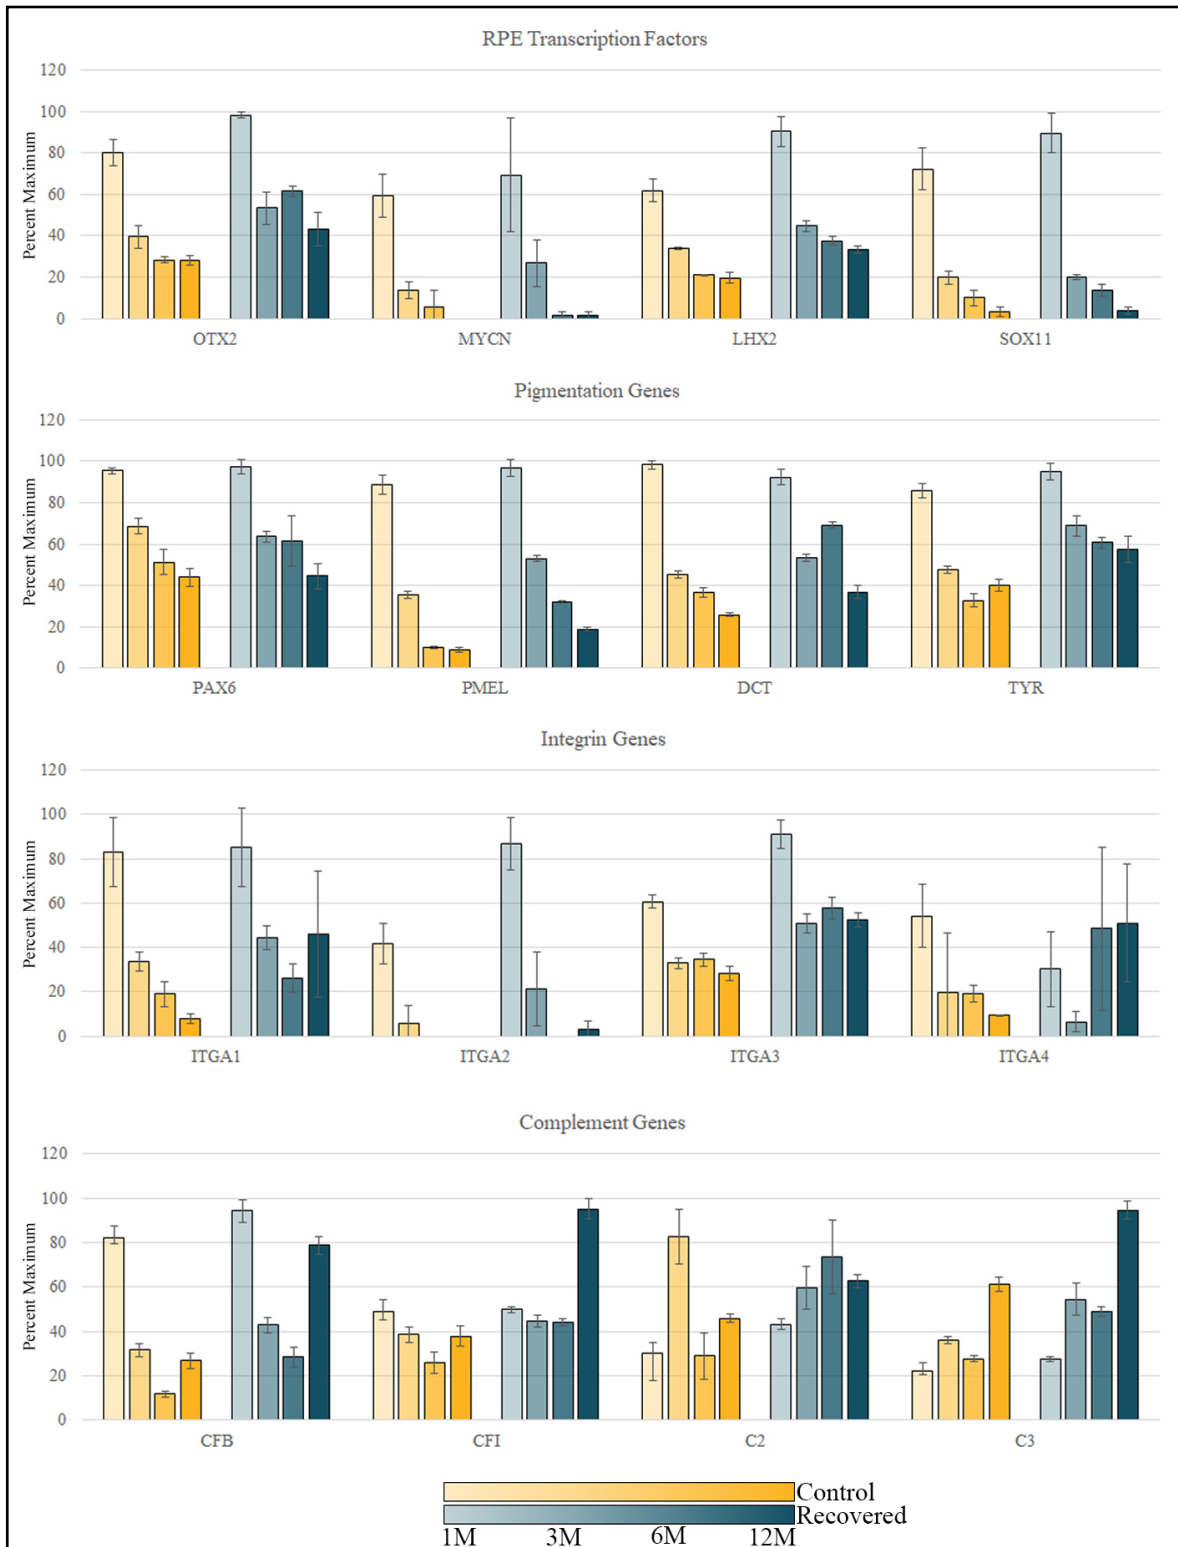 RPE Transcription Factors
120
100
80
60
40
20
0
Percent Maximum
OTX2 MYCN LHX2 SOX11
Pigmentation Genes
120
100
80
60
40
20
0
Percent Maximum
PAX6 PMEL DCT TYR
Integrin Genes
120
100
80
60
40
20
0
Percent Maximum
ITGA1 ITGA2 ITGA3 ITGA4
Complement Genes
120
100
80
60
40
20
0
Percent Maximum
CFB CFI C2 C3
Control
Recovered
1M 3M 6M 12M